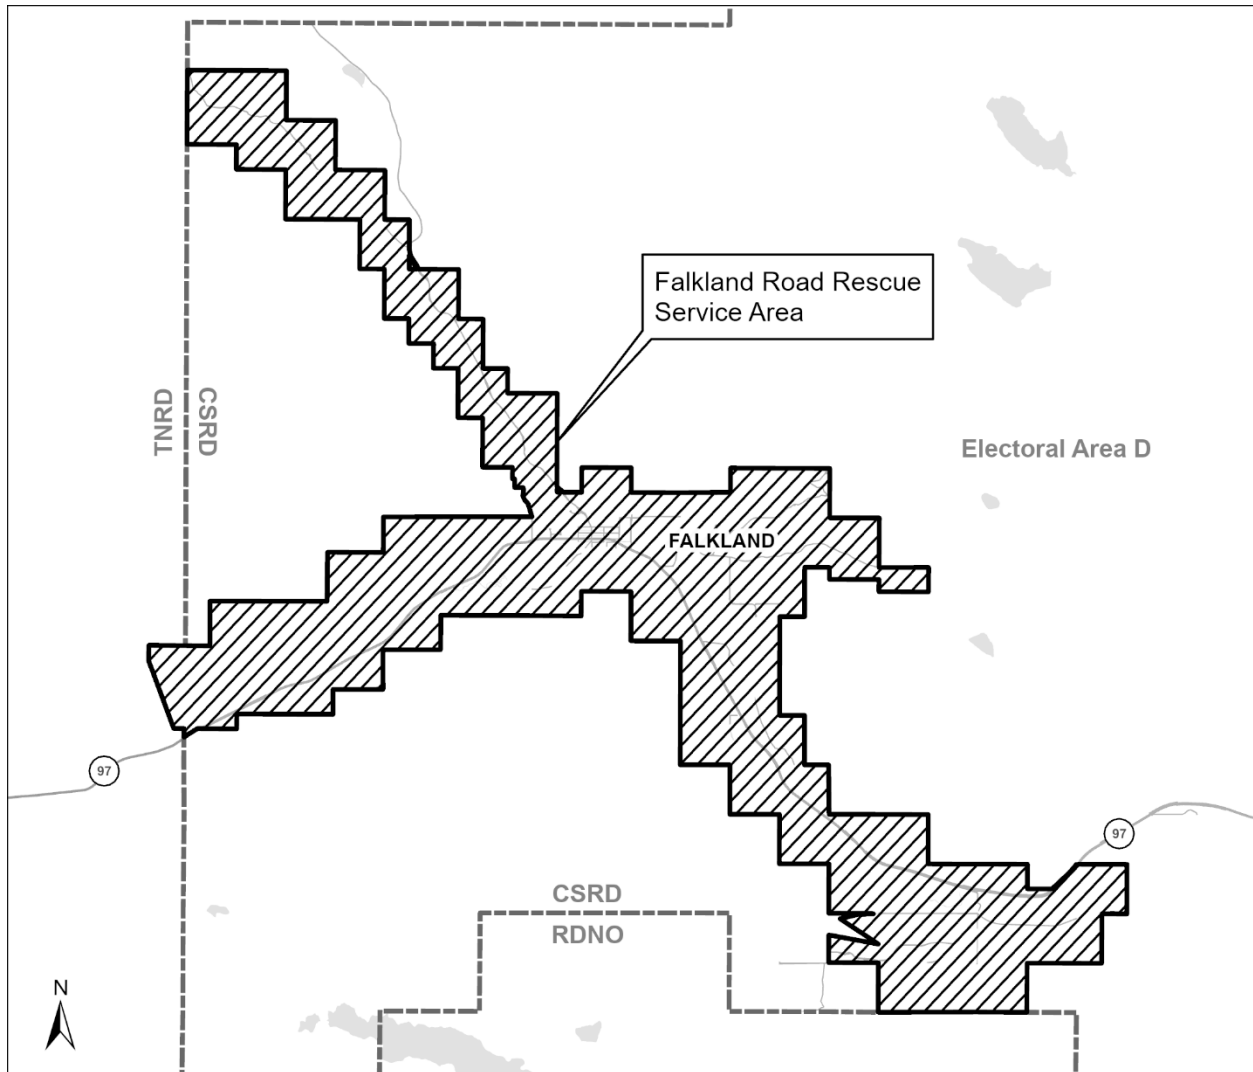 Falkland Road Rescue
Service Area
TNRD
CSRD
Electoral Area D
FALKLAND
97
97
CSRD
RDNO
N